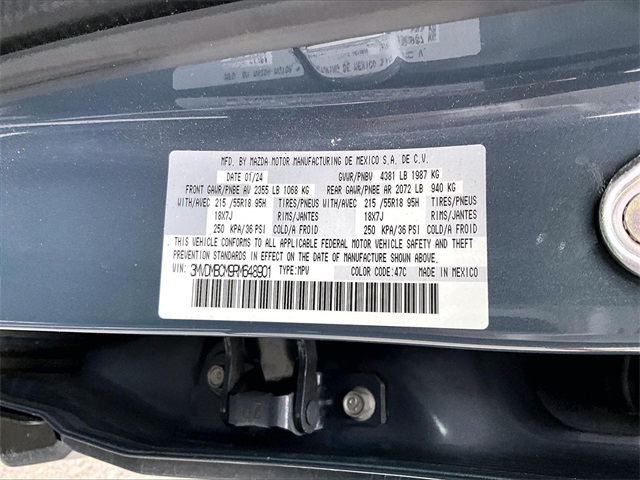 MFD. BY MAZDA MOTOR MANUFACTURING DE MEXICO S.A. DE C.V.
DATE 01/24 GVWR/PNBV 4381 LB 1987 KG
FRONT GAWR/PNBE AV 2355 LB 1068 KG REAR GAWR/PNBE AR 2072 LB 940 KG
WITH/AVEC 215 /55R18 95H TIRES/PNEUS WITH/AVEC 215 /55R18 95H TIRES/PNEUS
18X7J RIMS/JANTES 18X7J RIMS/JANTES
250 KPA/36 PSI COLD/A FROID 250 KPA/36 PSI COLD/A FROID
THIS VEHICLE CONFORMS TO ALL APPLICABLE FEDERAL MOTOR VEHICLE SAFETY AND THEFT
PREVENTION STANDARDS IN EFFECT ON THE DATE OF MANUFACTURE SHOWN ABOVE.
VIN: 3MVDMBCM9RM648901 TYPE: MPV COLOR CODE: 47C MADE IN MEXICO